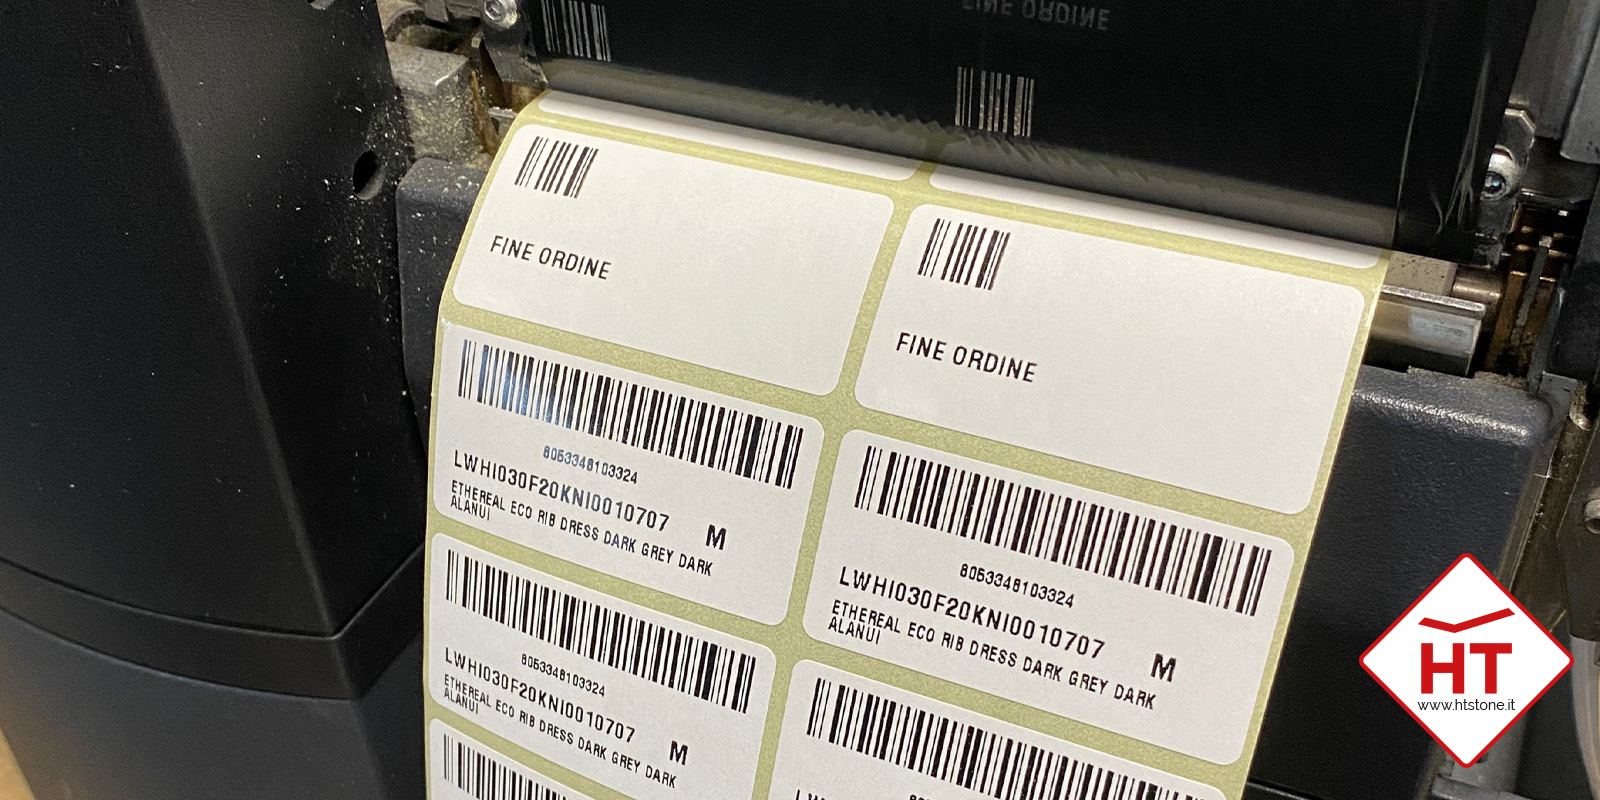 FINE ORDINE
FINE ORDINE
FINE ORDINE
8053348103324
LWHI030F20KNI0010707 M
ETHEREAL ECO RIB DRESS DARK GREY DARK
ALANUI
8053348103324
LWHI030F20KNI0010707 M
ETHEREAL ECO RIB DRESS DARK GREY DARK
ALANUI
8053348103324
LWHI030F20KNI0010707 M
ETHEREAL ECO RIB DRESS DARK GREY DARK
ALANUI
HT
www.htstone.it